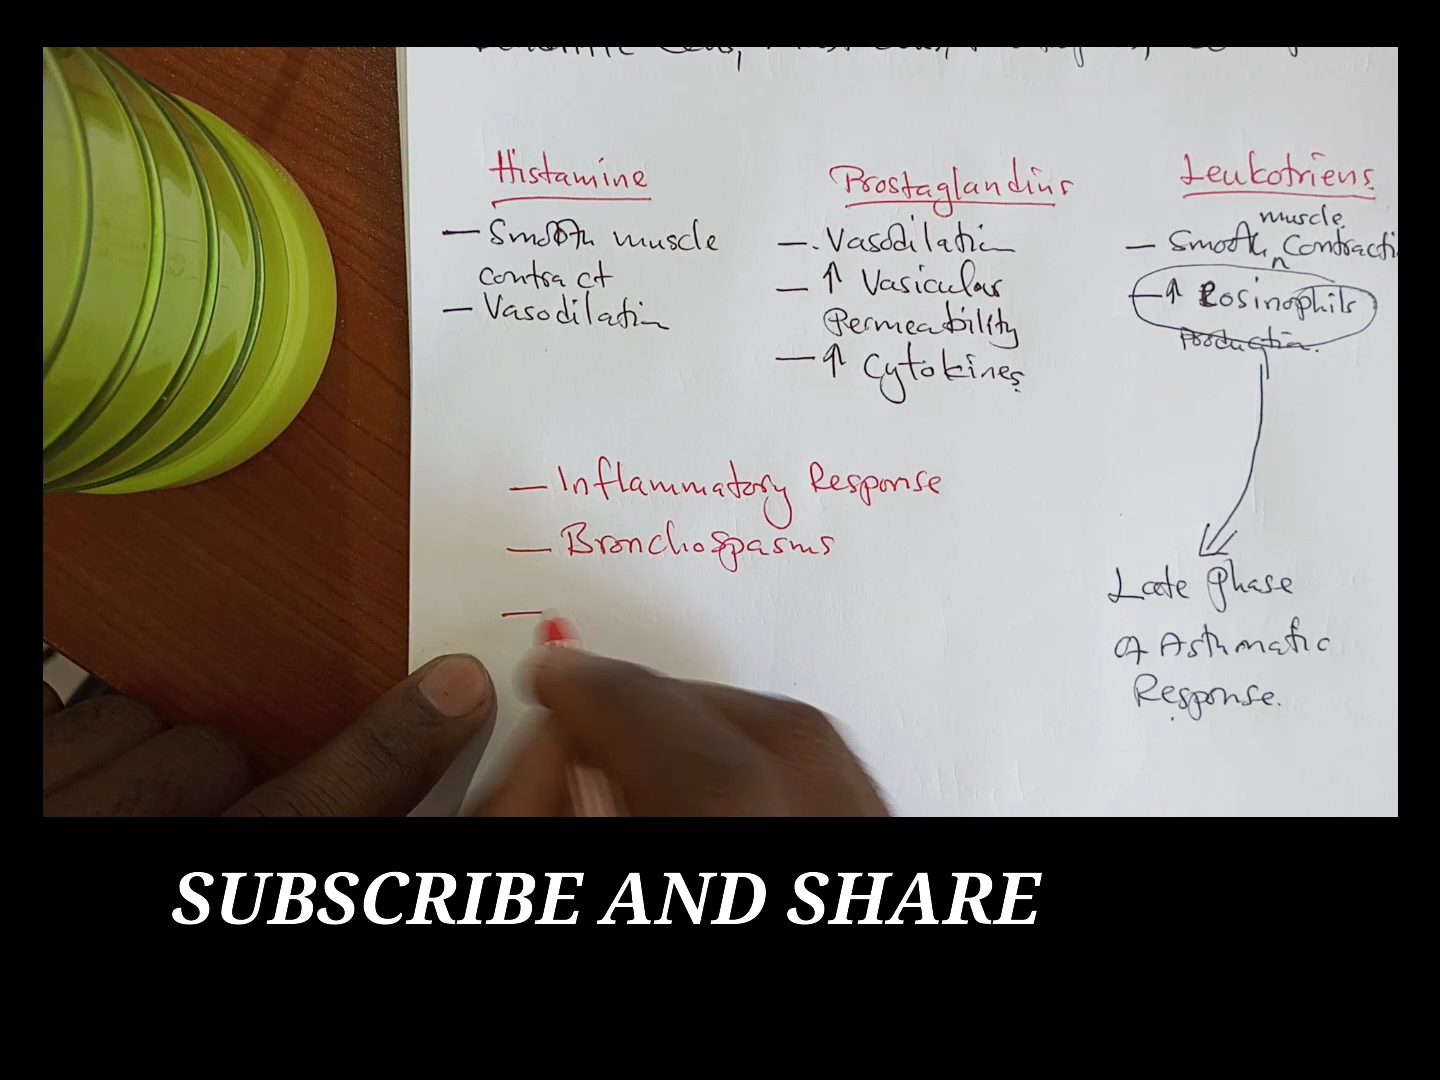 Histamine
— Smooth muscle
contract
— Vasodilatin
Prostaglandins
— Vasodilatin
— ↑ Vasiculas
Permeability
— ↑ Cytokines
Leukotriens
muscle
— Smooth Contracti
— ↑ Eosinophils
Production.
Late Phase
of Asthmatic
Response.
— Inflammatory Response
— Bronchospasms
—
SUBSCRIBE AND SHARE